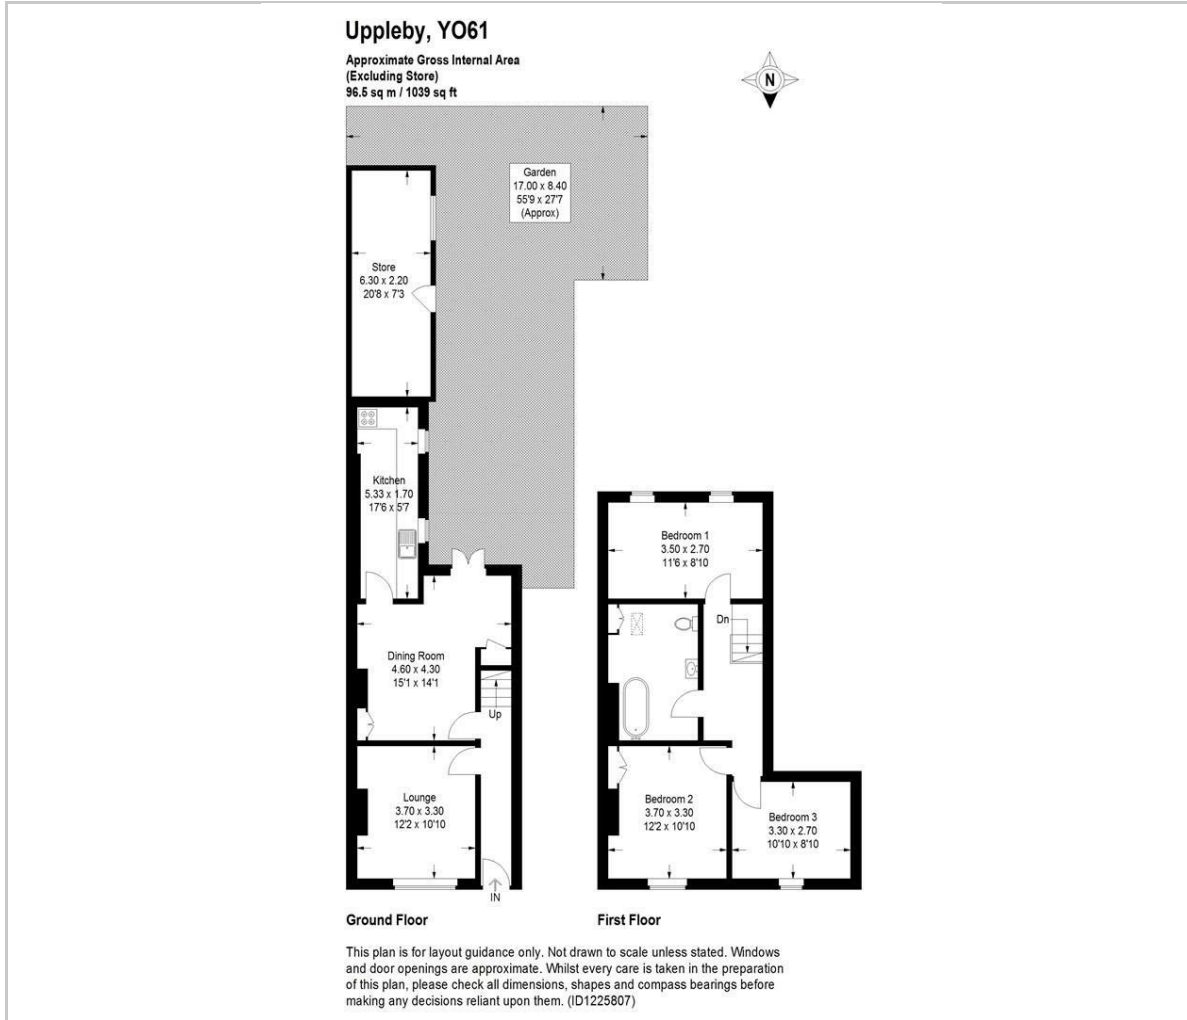 Uppleby, YO61
Approximate Gross Internal Area
(Excluding Store)
96.5 sq m / 1039 sq ft
N
Garden
17.00 x 8.40
55'9 x 27'7
(Approx)
Store
6.30 x 2.20
20'8 x 7'3
Kitchen
5.33 x 1.70
17'6 x 5'7
Dining Room
4.60 x 4.30
15'1 x 14'1
Up
Lounge
3.70 x 3.30
12'2 x 10'10
IN
Bedroom 1
3.50 x 2.70
11'6 x 8'10
Dn
Bedroom 2
3.70 x 3.30
12'2 x 10'10
Bedroom 3
3.30 x 2.70
10'10 x 8'10
Ground Floor
First Floor
This plan is for layout guidance only. Not drawn to scale unless stated. Windows
and door openings are approximate. Whilst every care is taken in the preparation
of this plan, please check all dimensions, shapes and compass bearings before
making any decisions reliant upon them. (ID1225807)